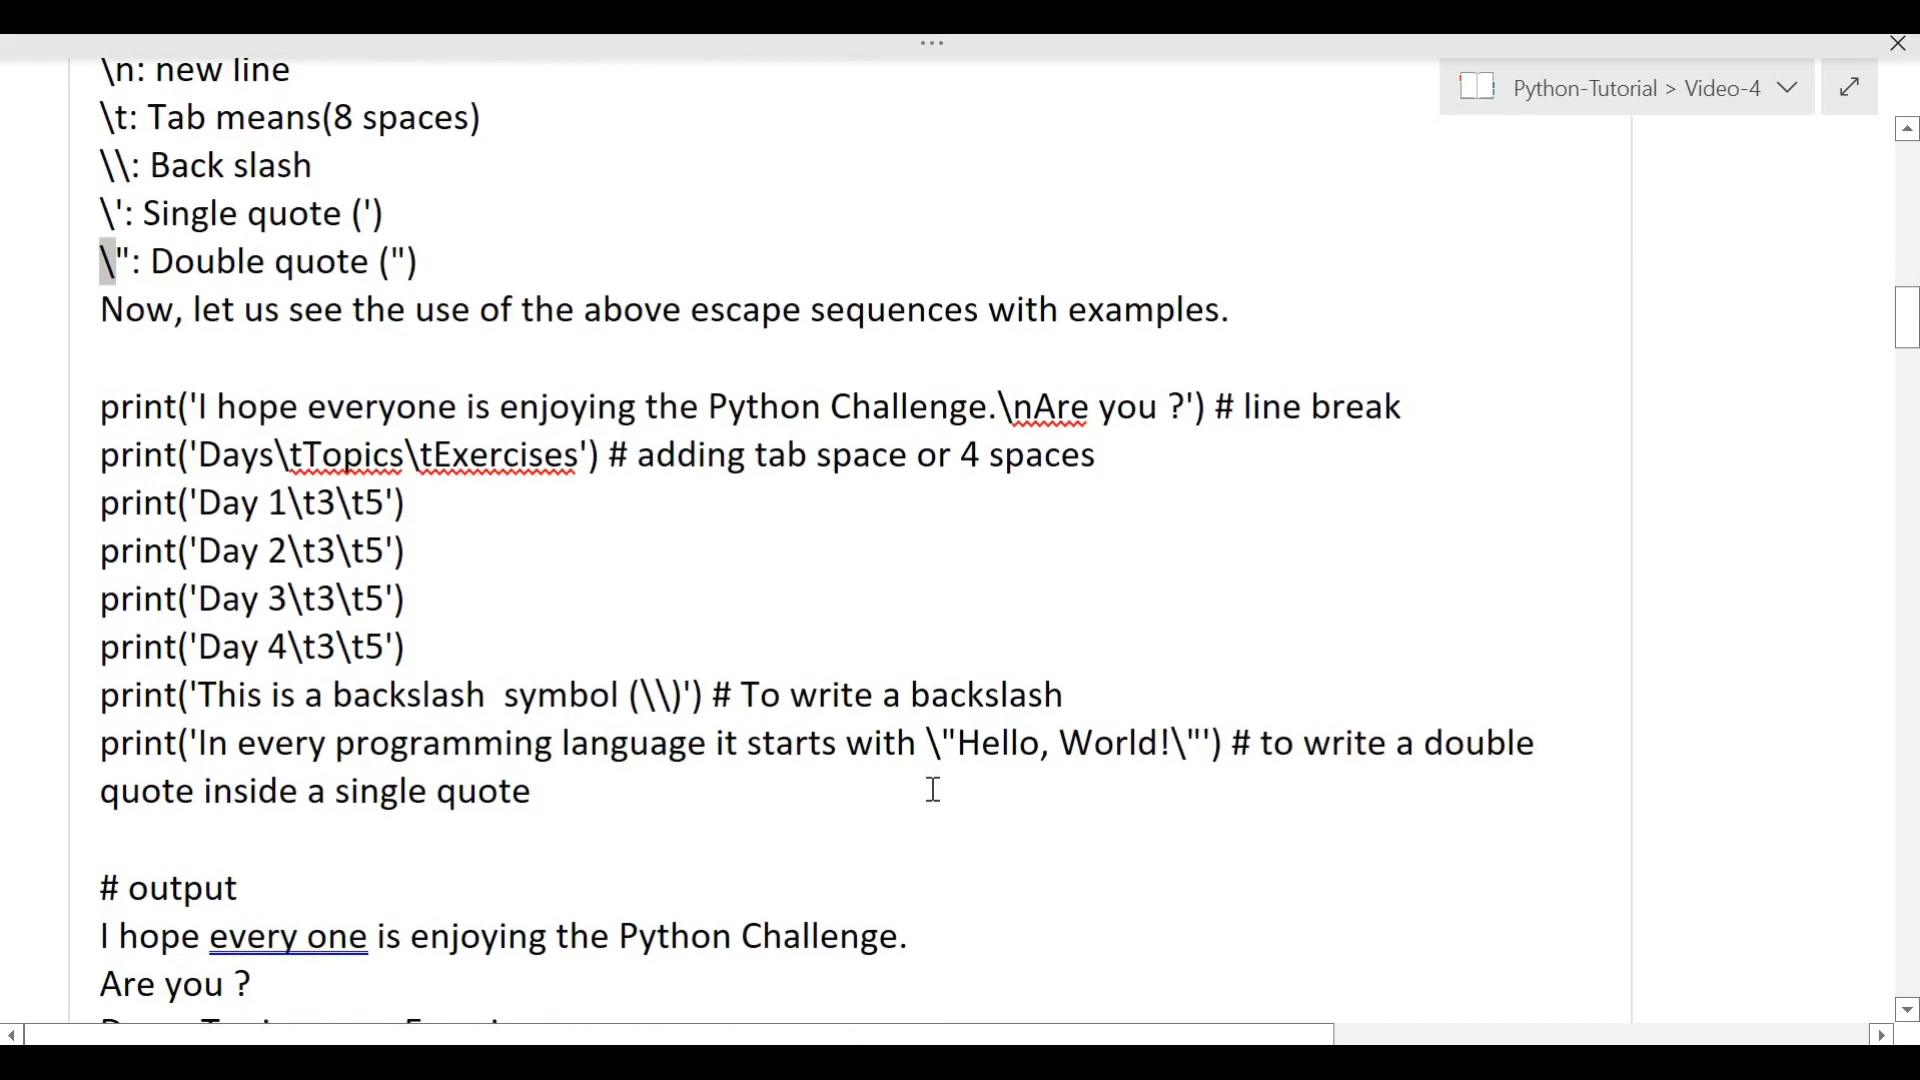 ...
\n: new line
Python-Tutorial > Video-4
\t: Tab means(8 spaces)
\\: Back slash
\': Single quote (')
\": Double quote (")
Now, let us see the use of the above escape sequences with examples.
print('I hope everyone is enjoying the Python Challenge.\nAre you ?') # line break
print('Days\tTopics\tExercises') # adding tab space or 4 spaces
print('Day 1\t3\t5')
print('Day 2\t3\t5')
print('Day 3\t3\t5')
print('Day 4\t3\t5')
print('This is a backslash  symbol (\\)') # To write a backslash
print('In every programming language it starts with \"Hello, World!\"') # to write a double
quote inside a single quote
# output
I hope every one is enjoying the Python Challenge.
Are you ?